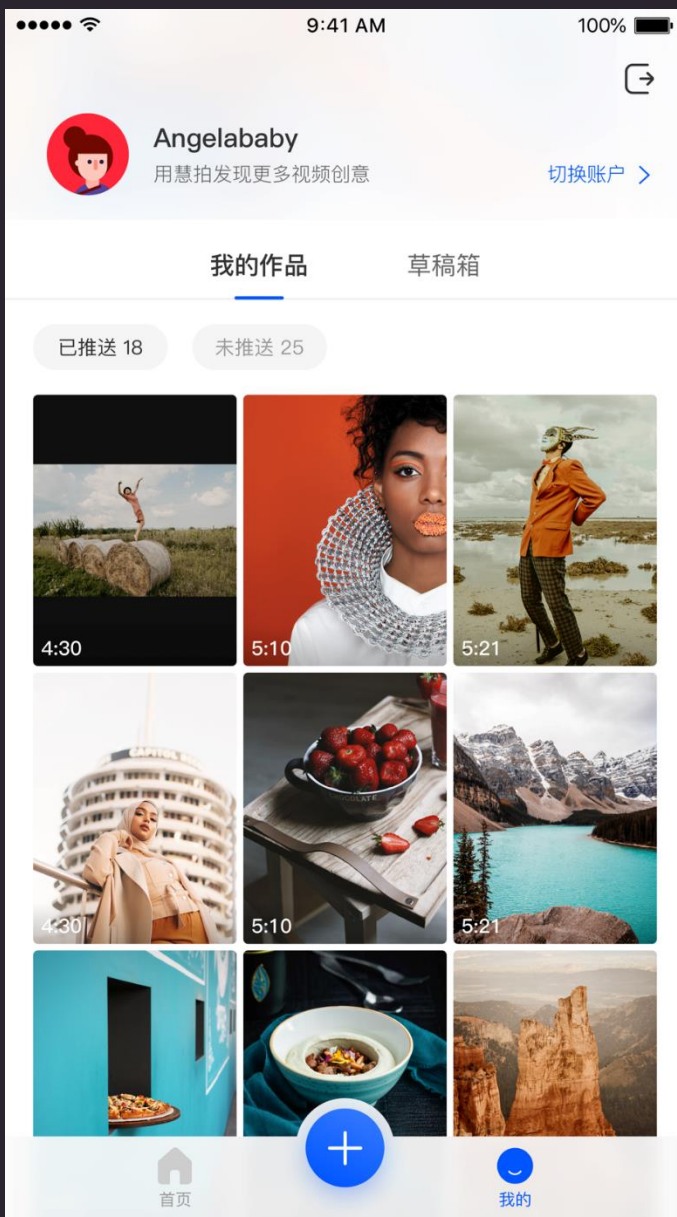 9:41 AM
100%
Angelababy
用慧拍发现更多视频创意
切换账户
我的作品 草稿箱
已推送 18 未推送 25
4:30 5:10 5:21
4:30 5:10 5:21
首页 我的